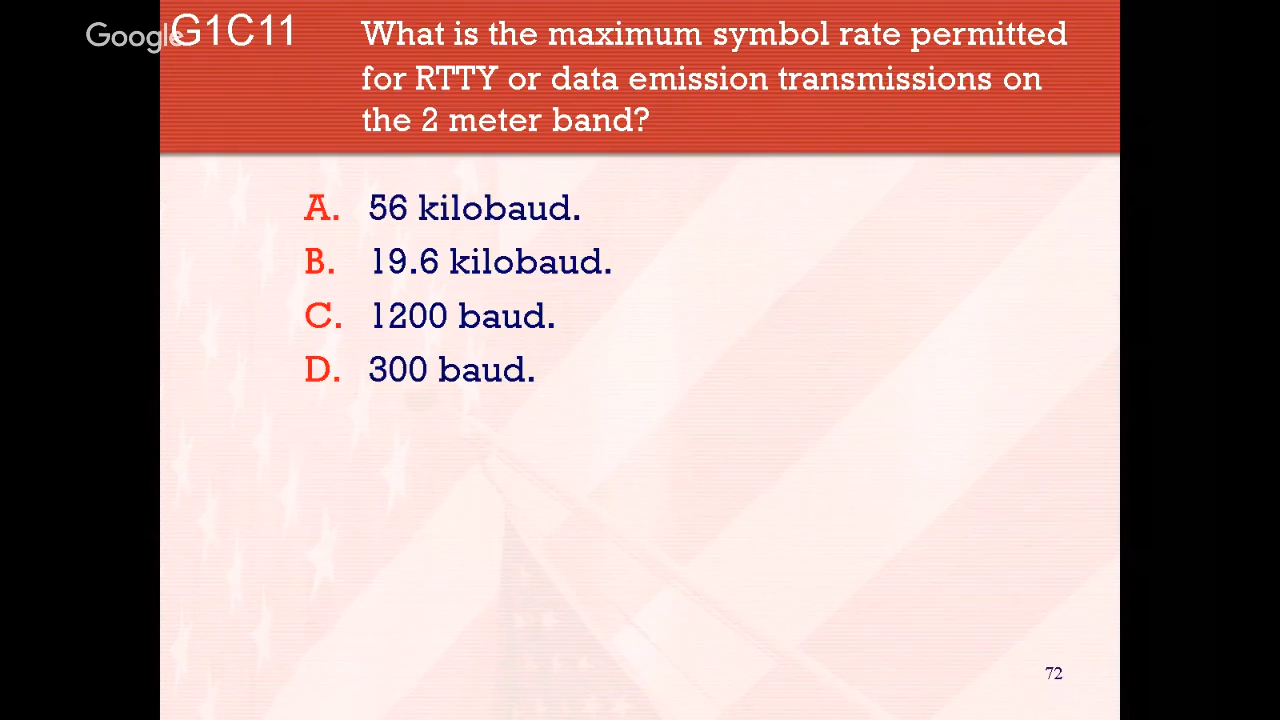 Google
G1C11
What is the maximum symbol rate permitted
for RTTY or data emission transmissions on
the 2 meter band?
A. 56 kilobaud.
B. 19.6 kilobaud.
C. 1200 baud.
D. 300 baud.
72